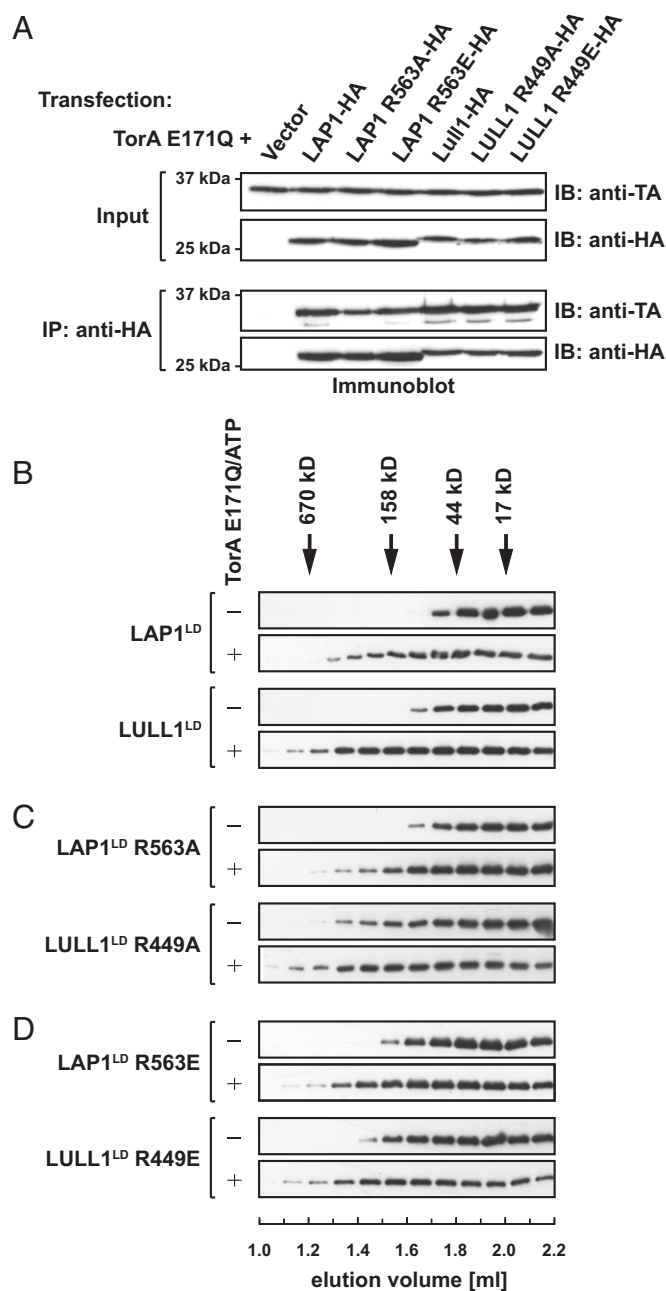 A
Transfection:
TorA E171Q +
Vector
LAP1-HA
LAP1 R563A-HA
LAP1 R563E-HA
Lull1-HA
LULL1 R449A-HA
LULL1 R449E-HA
Input
37 kDa
IB: anti-TA
25 kDa
IB: anti-HA
IP: anti-HA
37 kDa
IB: anti-TA
25 kDa
IB: anti-HA
Immunoblot
B
TorA E171Q/ATP
670 kD
158 kD
44 kD
17 kD
LAP1ᴸᴰ
−
+
LULL1ᴸᴰ
−
+
C
LAP1ᴸᴰ R563A
−
+
LULL1ᴸᴰ R449A
−
+
D
LAP1ᴸᴰ R563E
−
+
LULL1ᴸᴰ R449E
−
+
1.0 1.2 1.4 1.6 1.8 2.0 2.2
elution volume [ml]